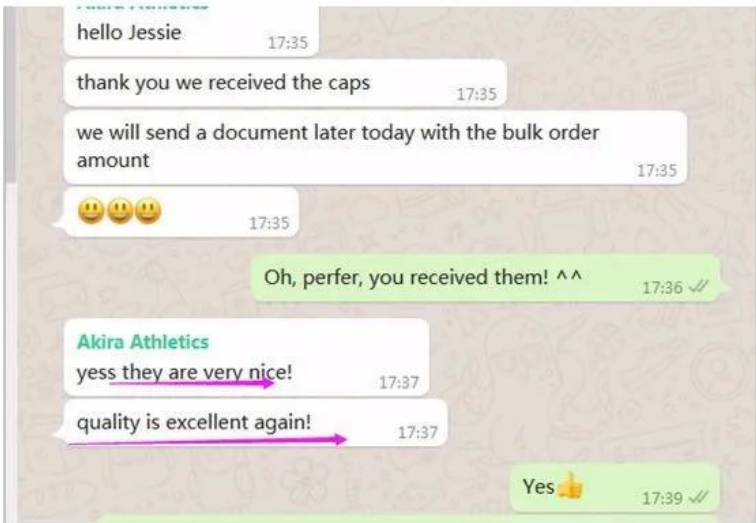 hello Jessie
17:35
thank you we received the caps
17:35
we will send a document later today with the bulk order
amount
17:35
😃😃😃
17:35
Oh, perfer, you received them! ^^
17:36
Akira Athletics
yess they are very nice!
17:37
quality is excellent again!
17:37
Yes👍
17:39